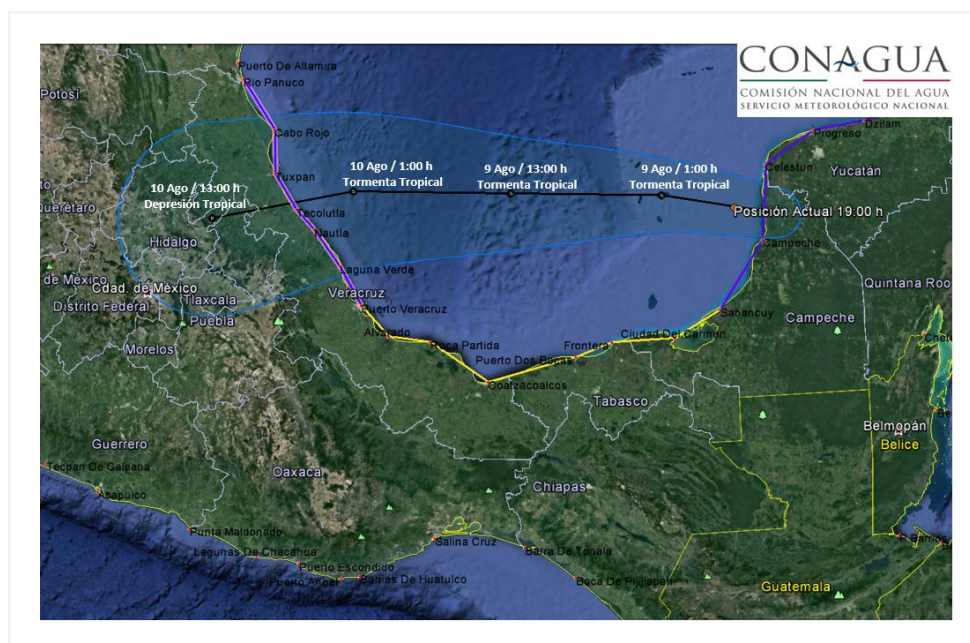 CONAGUA
COMISIÓN NACIONAL DEL AGUA
SERVICIO METEOROLÓGICO NACIONAL
Puerto De Altamira
Rio Panuco
Potosí
Dzilam
Progreso
Cabo Rojo
Celestun
Yucatán
Tuxpan
10 Ago / 1:00 h
Tormenta Tropical
9 Ago / 13:00 h
Tormenta Tropical
9 Ago / 1:00 h
Tormenta Tropical
10 Ago / 13:00 h
Depresión Tropical
Querétaro
Tecolutla
Posición Actual 19:00 h
Nautla
Hidalgo
Campeche
Laguna Verde
de México
Cdad. de México
Quintana Roo
Distrito Federal
Tlaxcala
Veracruz
Puerto Veracruz
Puebla
Sabancuy
Campeche
Alvarado
Roca Partida
Ciudad Del Carmen
Frontera
Morelos
Puerto Dos Bocas
Coatzacoalcos
Tabasco
Belmopán
Belice
Guerrero
Tecpan De Galeana
Oaxaca
Chiapas
Acapulco
Punta Maldonado
Salina Cruz
Barra De Tonala
Lagunas De Chacahua
Puerto Escondido
Puerto Angel
Bahias De Huatulco
Boca De Pijijiapan
P. Barrios
Guatemala